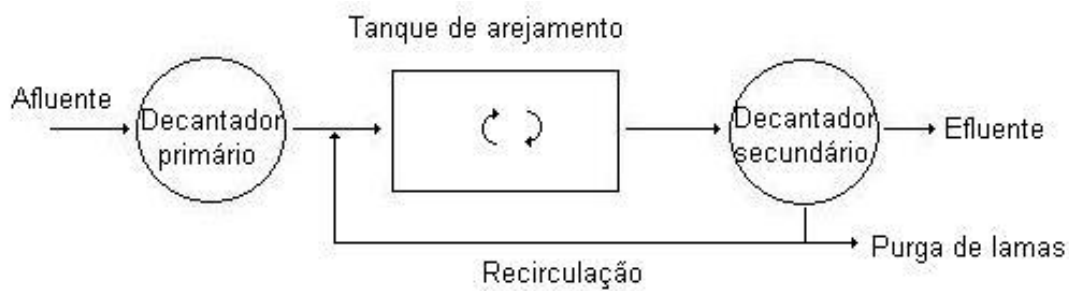 Tanque de arejamento
Afluente
Decantador
primário
Decantador
secundário
Efluente
Purga de lamas
Recirculação